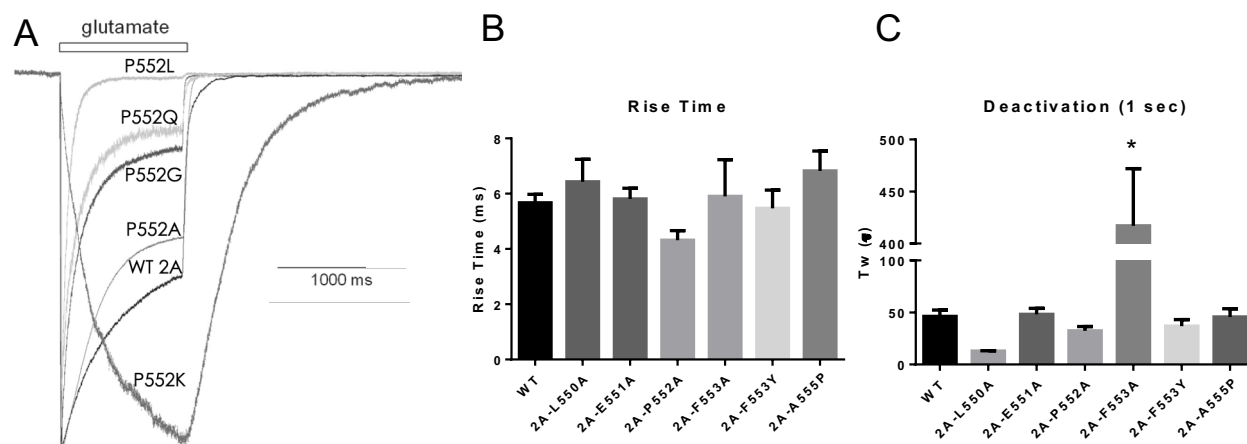 A
glutamate
P552L
P552Q
P552G
P552A
WT 2A
1000 ms
P552K
B
Rise Time
Rise Time (ms)
8
6
4
2
0
WT
2A-L550A
2A-E551A
2A-P552A
2A-F553A
2A-F553Y
2A-A555P
C
Deactivation (1 sec)
*
500
450
400
100
50
0
WT
2A-L550A
2A-E551A
2A-P552A
2A-F553A
2A-F553Y
2A-A555P